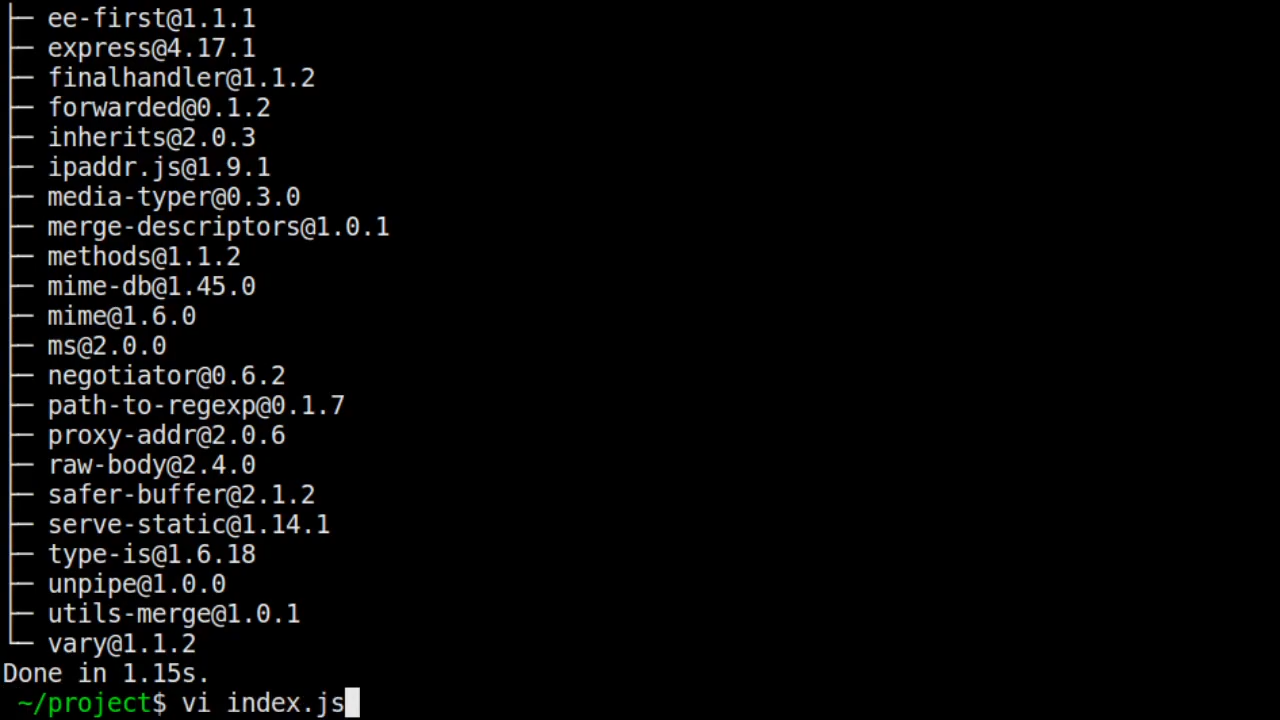 ├─ ee-first@1.1.1
├─ express@4.17.1
├─ finalhandler@1.1.2
├─ forwarded@0.1.2
├─ inherits@2.0.3
├─ ipaddr.js@1.9.1
├─ media-typer@0.3.0
├─ merge-descriptors@1.0.1
├─ methods@1.1.2
├─ mime-db@1.45.0
├─ mime@1.6.0
├─ ms@2.0.0
├─ negotiator@0.6.2
├─ path-to-regexp@0.1.7
├─ proxy-addr@2.0.6
├─ raw-body@2.4.0
├─ safer-buffer@2.1.2
├─ serve-static@1.14.1
├─ type-is@1.6.18
├─ unpipe@1.0.0
├─ utils-merge@1.0.1
└─ vary@1.1.2
Done in 1.15s.
~/project$ vi index.js